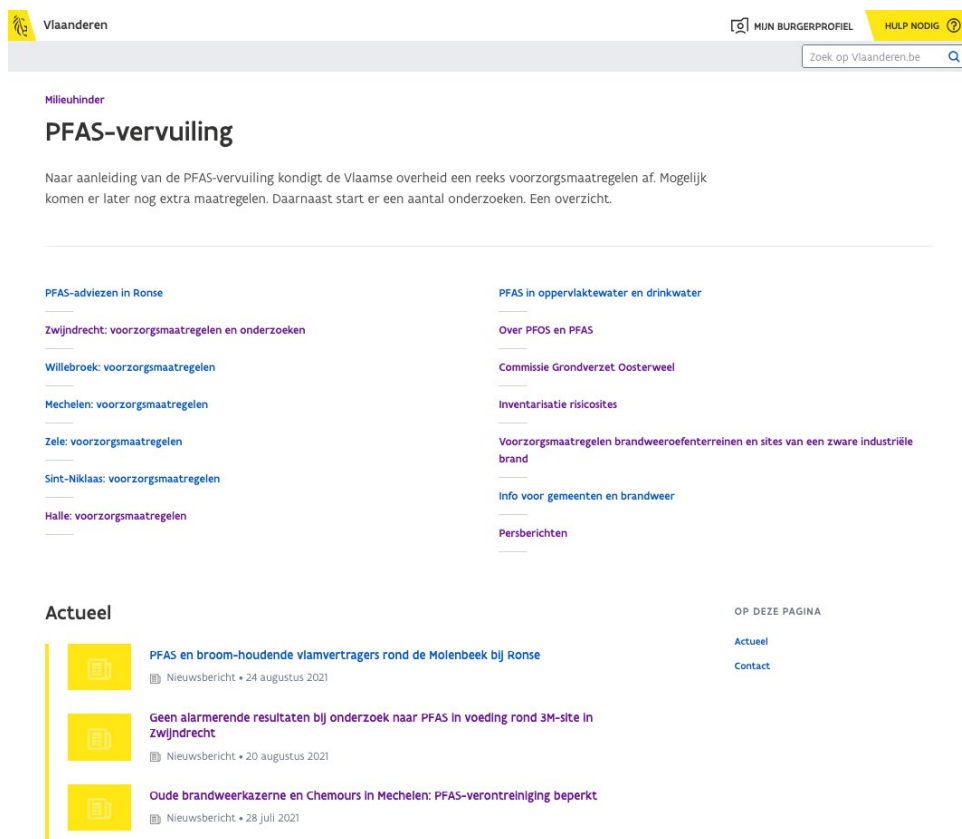 Vlaanderen
MIJN BURGERPROFIEL
HULP NODIG
Zoek op Vlaanderen.be
Milieuhinder
PFAS-vervuiling
Naar aanleiding van de PFAS-vervuiling kondigt de Vlaamse overheid een reeks voorzorgsmaatregelen af. Mogelijk
komen er later nog extra maatregelen. Daarnaast start er een aantal onderzoeken. Een overzicht.
PFAS-adviezen in Ronse
Zwijndrecht: voorzorgsmaatregelen en onderzoeken
Willebroek: voorzorgsmaatregelen
Mechelen: voorzorgsmaatregelen
Zele: voorzorgsmaatregelen
Sint-Niklaas: voorzorgsmaatregelen
Halle: voorzorgsmaatregelen
PFAS in oppervlaktewater en drinkwater
Over PFOS en PFAS
Commissie Grondverzet Oosterweel
Inventarisatie risicosites
Voorzorgsmaatregelen brandweeroefenterreinen en sites van een zware industriële
brand
Info voor gemeenten en brandweer
Persberichten
Actueel
PFAS en broom-houdende vlamvertragers rond de Molenbeek bij Ronse
Nieuwsbericht • 24 augustus 2021
Geen alarmerende resultaten bij onderzoek naar PFAS in voeding rond 3M-site in
Zwijndrecht
Nieuwsbericht • 20 augustus 2021
Oude brandweerkazerne en Chemours in Mechelen: PFAS-verontreiniging beperkt
Nieuwsbericht • 28 juli 2021
OP DEZE PAGINA
Actueel
Contact